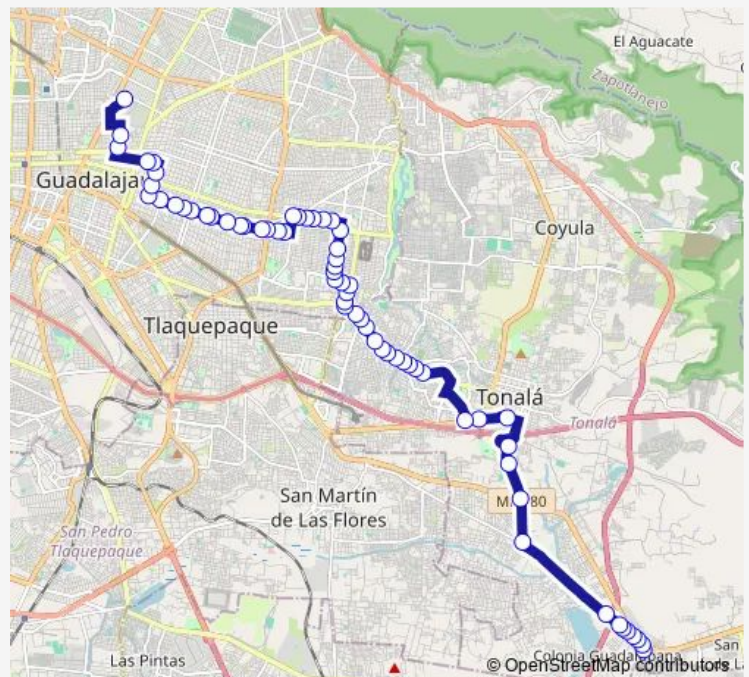 El Aguacate
Zapotlanejo
Guadalaja
Coyula
Tlaquepaque
Tonalá
Tonalá
San Martín
de Las Flores
80
San Pedro
Tlaquepaque
Las Pintas
Colonia
San
© OpenStreetMap contributors